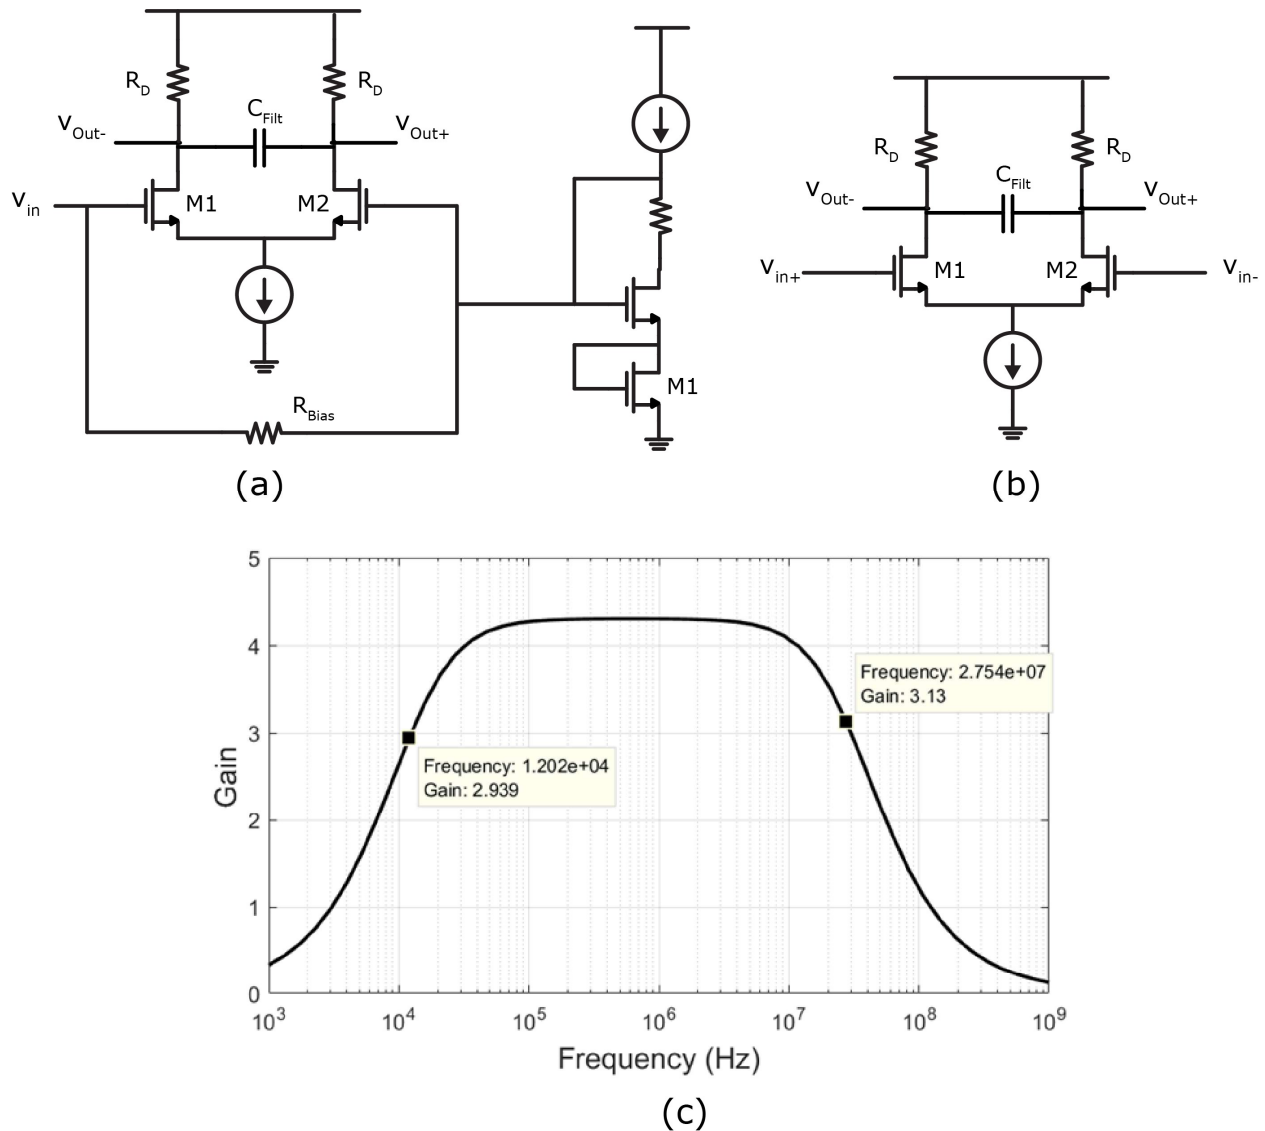 R_D
R_D
C_Filt
v_Out-
v_Out+
v_in
M1
M2
R_Bias
M1
(a)
R_D
R_D
C_Filt
v_Out-
v_Out+
v_in+
M1
M2
v_in-
(b)
5
4
3
2
1
0
Gain
Frequency: 2.754e+07
Gain: 3.13
Frequency: 1.202e+04
Gain: 2.939
10^3 10^4 10^5 10^6 10^7 10^8 10^9
Frequency (Hz)
(c)